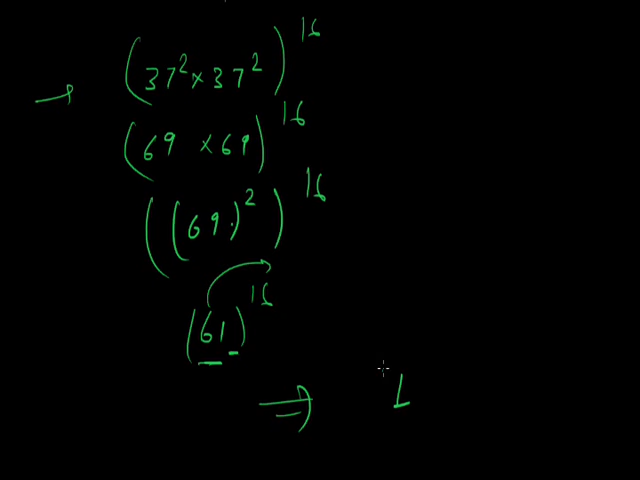 (37² × 37²)¹⁶
(69 × 69)¹⁶
((69.)²)¹⁶
(61)¹⁶
⇒ 1